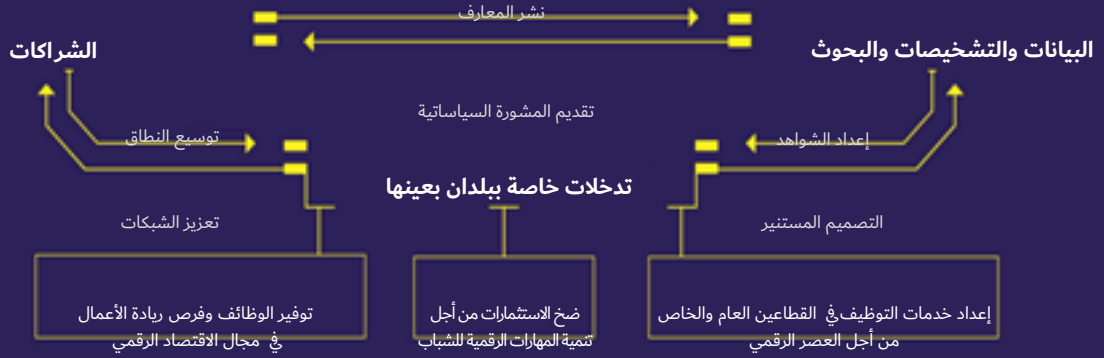 نشر المعارف
البيانات والتشخيصات والبحوث
الشراكات
تقديم المشورة السياساتية
إعداد الشواهد
توسيع النطاق
تدخلات خاصة ببلدان بعينها
التصميم المستنير
تعزيز الشبكات
إعداد خدمات التوظيف في القطاعين العام والخاص
من أجل العصر الرقمي
ضخ الاستثمارات من أجل
تنمية المهارات الرقمية للشباب
توفير الوظائف وفرص ريادة الأعمال
في مجال الاقتصاد الرقمي